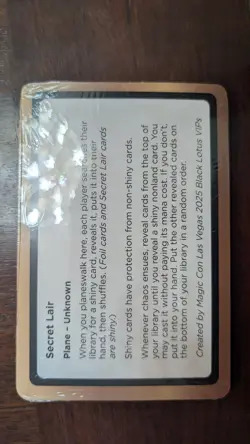 Secret Lair
Plane – Unknown
When you planeswalk here, each player searches their
library for a shiny card, reveals it, puts it into their
hand, then shuffles. (Foil cards and Secret Lair cards
are shiny.)
Shiny cards have protection from non-shiny cards.
Whenever chaos ensues, reveal cards from the top of
your library until you reveal a shiny nonland card. You
may cast it without paying its mana cost. If you don't,
put it into your hand. Put the other revealed cards on
the bottom of your library in a random order.
Created by Magic Con Las Vegas 2025 Black Lotus VIPs